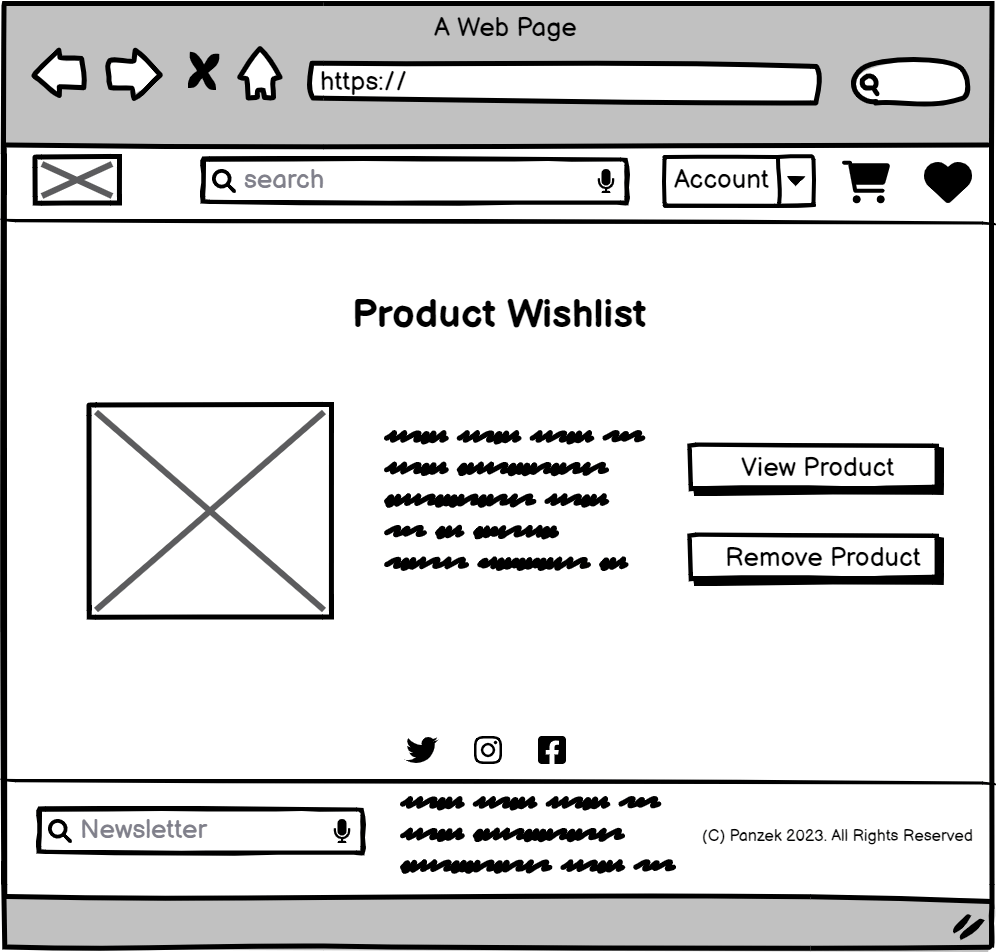 A Web Page
https://
search
Account
Product Wishlist
View Product
Remove Product
Newsletter
(C) Panzek 2023. All Rights Reserved